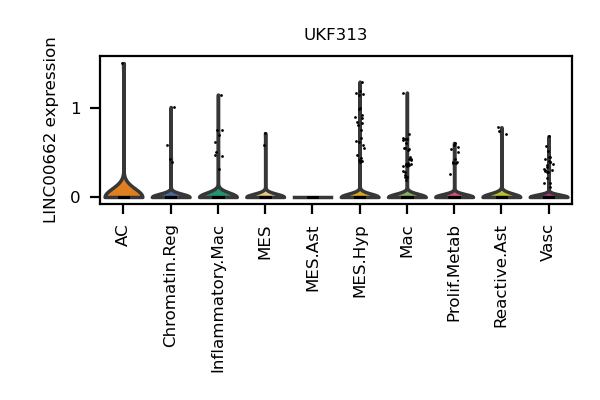 UKF313
LINC00662 expression
1
0
AC
Chromatin.Reg
Inflammatory.Mac
MES
MES.Ast
MES.Hyp
Mac
Prolif.Metab
Reactive.Ast
Vasc